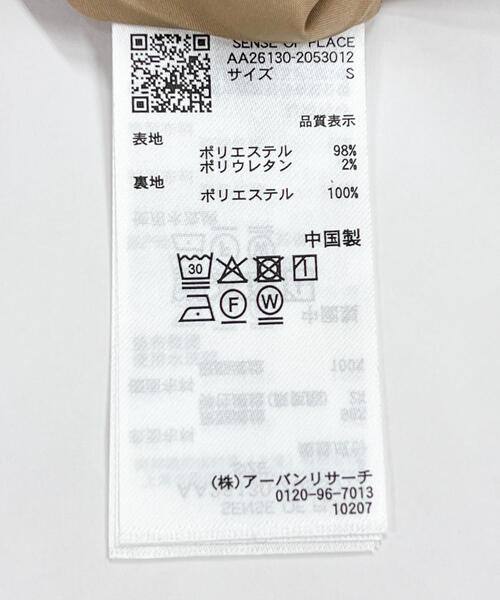 SENSE OF PLACE
AA26130-2053012
サイズ S
品質表示
表地
ポリエステル 98%
ポリウレタン 2%
裏地
ポリエステル 100%
中国製
30
F W
(株)アーバンリサーチ
0120-96-7013
10207